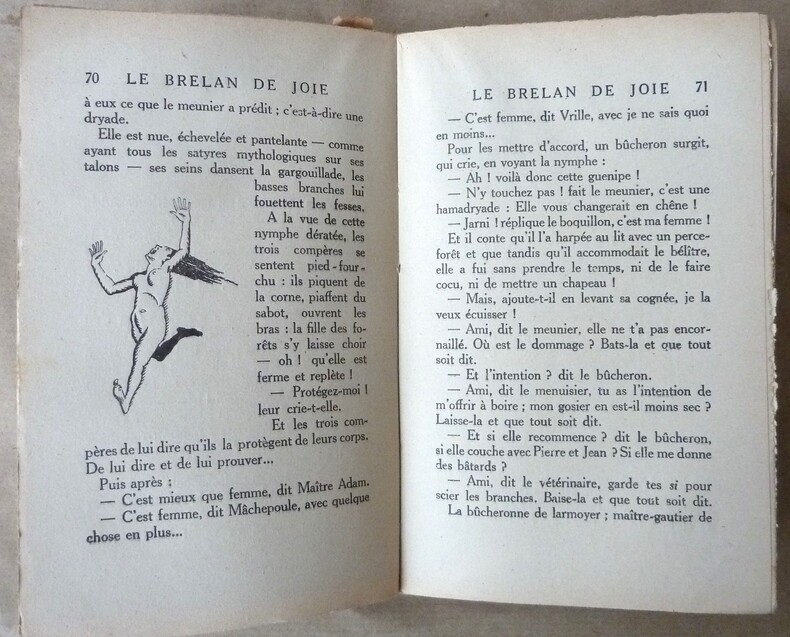 70 LE BRELAN DE JOIE
à eux ce que le meunier a prédit ; c'est-à-dire une
dryade.
Elle est nue, échevelée et pantelante — comme
ayant tous les satyres mythologiques sur ses
talons — ses seins dansent la gargouillade, les
basses branches lui
fouettent les fesses.
A la vue de cette
nymphe dératée, les
trois compères se
sentent pied-four-
chu : ils piquent de
la corne, piaffent du
sabot, ouvrent les
bras : la fille des fo-
rêts s'y laisse choir
— oh ! qu'elle est
ferme et replète !
— Protégez-moi !
leur crie-t-elle.
Et les trois com-
pères de lui dire qu'ils la protègent de leurs corps.
De lui dire et de lui prouver...
Puis après :
— C'est mieux que femme, dit Maître Adam.
— C'est femme, dit Mâchepoule, avec quelque
chose en plus...
LE BRELAN DE JOIE 71
— C'est femme, dit Vrille, avec je ne sais quoi
en moins...
Pour les mettre d'accord, un bûcheron surgit,
qui crie, en voyant la nymphe :
— Ah ! voilà donc cette guenipe !
— N'y touchez pas ! fait le meunier, c'est une
hamadryade : Elle vous changerait en chêne !
— Jarni ! réplique le boquillon, c'est ma femme !
Et il conte qu'il l'a harpée au lit avec un perce-
forêt et que tandis qu'il accommodait le bélître,
elle a fui sans prendre le temps, ni de le faire
cocu, ni de mettre un chapeau !
— Mais, ajoute-t-il en levant sa cognée, je la
veux écuisser !
— Ami, dit le meunier, elle ne t'a pas encor-
naillé. Où est le dommage ? Bats-la et que tout
soit dit.
— Et l'intention ? dit le bûcheron.
— Ami, dit le menuisier, tu as l'intention de
m'offrir à boire ; mon gosier en est-il moins sec ?
Laisse-la et que tout soit dit.
— Et si elle recommence ? dit le bûcheron,
si elle couche avec Pierre et Jean ? Si elle me donne
des bâtards ?
— Ami, dit le vétérinaire, garde tes si pour
scier les branches. Baise-la et que tout soit dit.
La bûcheronne de larmoyer ; maître-gautier de